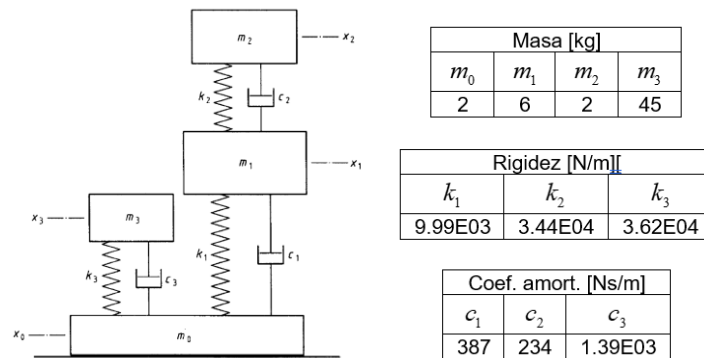 m₂
x₂
k₂
c₂
m₁
x₁
m₃
x₃
k₃
c₃
k₁
c₁
x₀
m₀
Masa [kg]
m₀ m₁ m₂ m₃
2 6 2 45
Rigidez [N/m][
k₁ k₂ k₃
9.99E03 3.44E04 3.62E04
Coef. amort. [Ns/m]
c₁ c₂ c₃
387 234 1.39E03